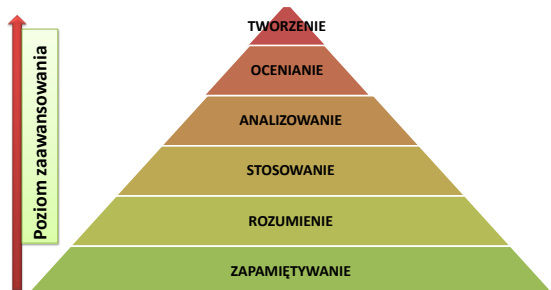 TWORZENIE
OCENIANIE
ANALIZOWANIE
STOSOWANIE
ROZUMIENIE
ZAPAMIĘTYWANIE
Poziom zaawansowania